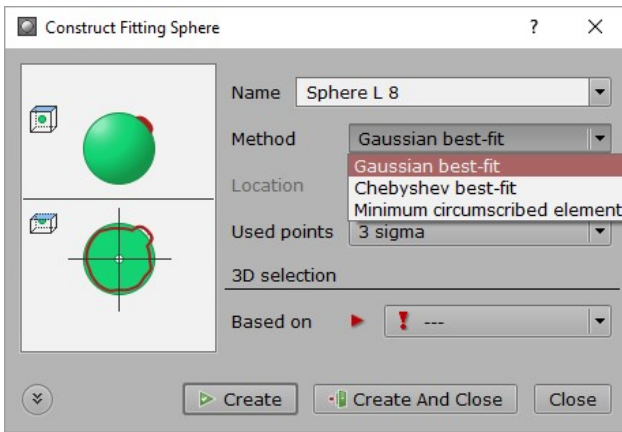 Construct Fitting Sphere
?
Name Sphere L 8
Method Gaussian best-fit
Gaussian best-fit
Location Chebyshev best-fit
Minimum circumscribed element
Used points 3 sigma
3D selection
Based on ! ---
Create Create And Close Close